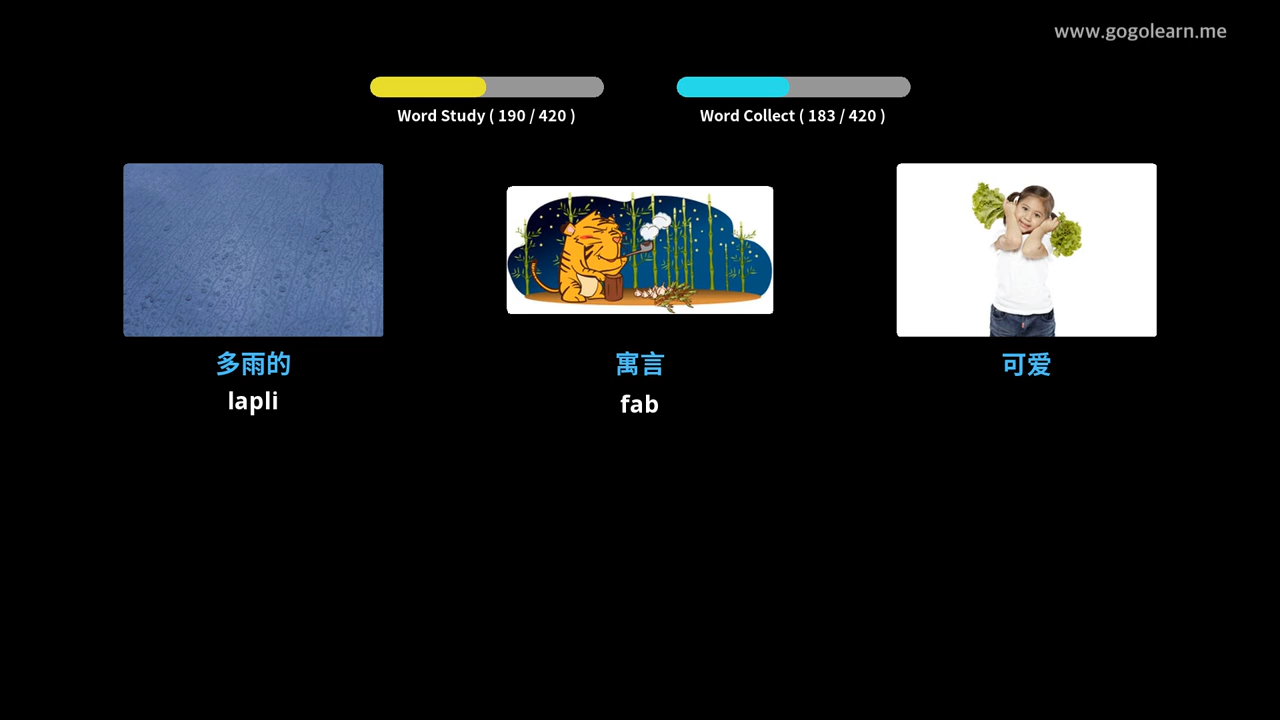 www.gogolearn.me
Word Study ( 190 / 420 )
Word Collect ( 183 / 420 )
多雨的
lapli
寓言
fab
可爱